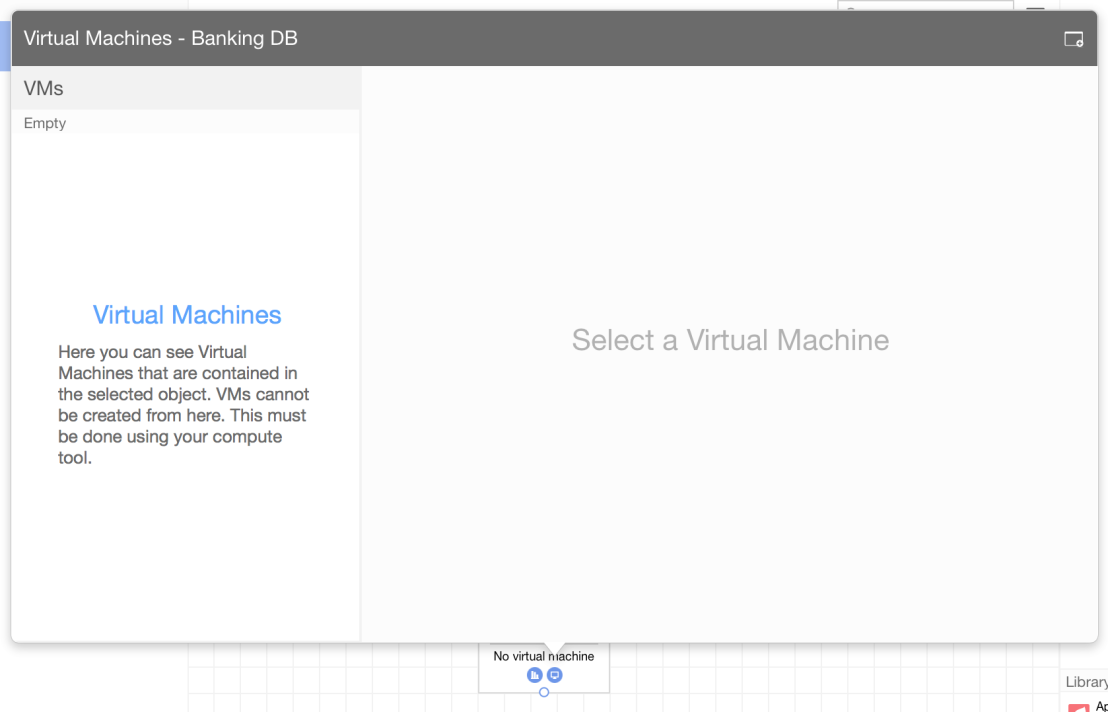 Virtual Machines - Banking DB
VMs
Empty
Virtual Machines
Here you can see Virtual
Machines that are contained in
the selected object. VMs cannot
be created from here. This must
be done using your compute
tool.
Select a Virtual Machine
No virtual machine
Library
Ap